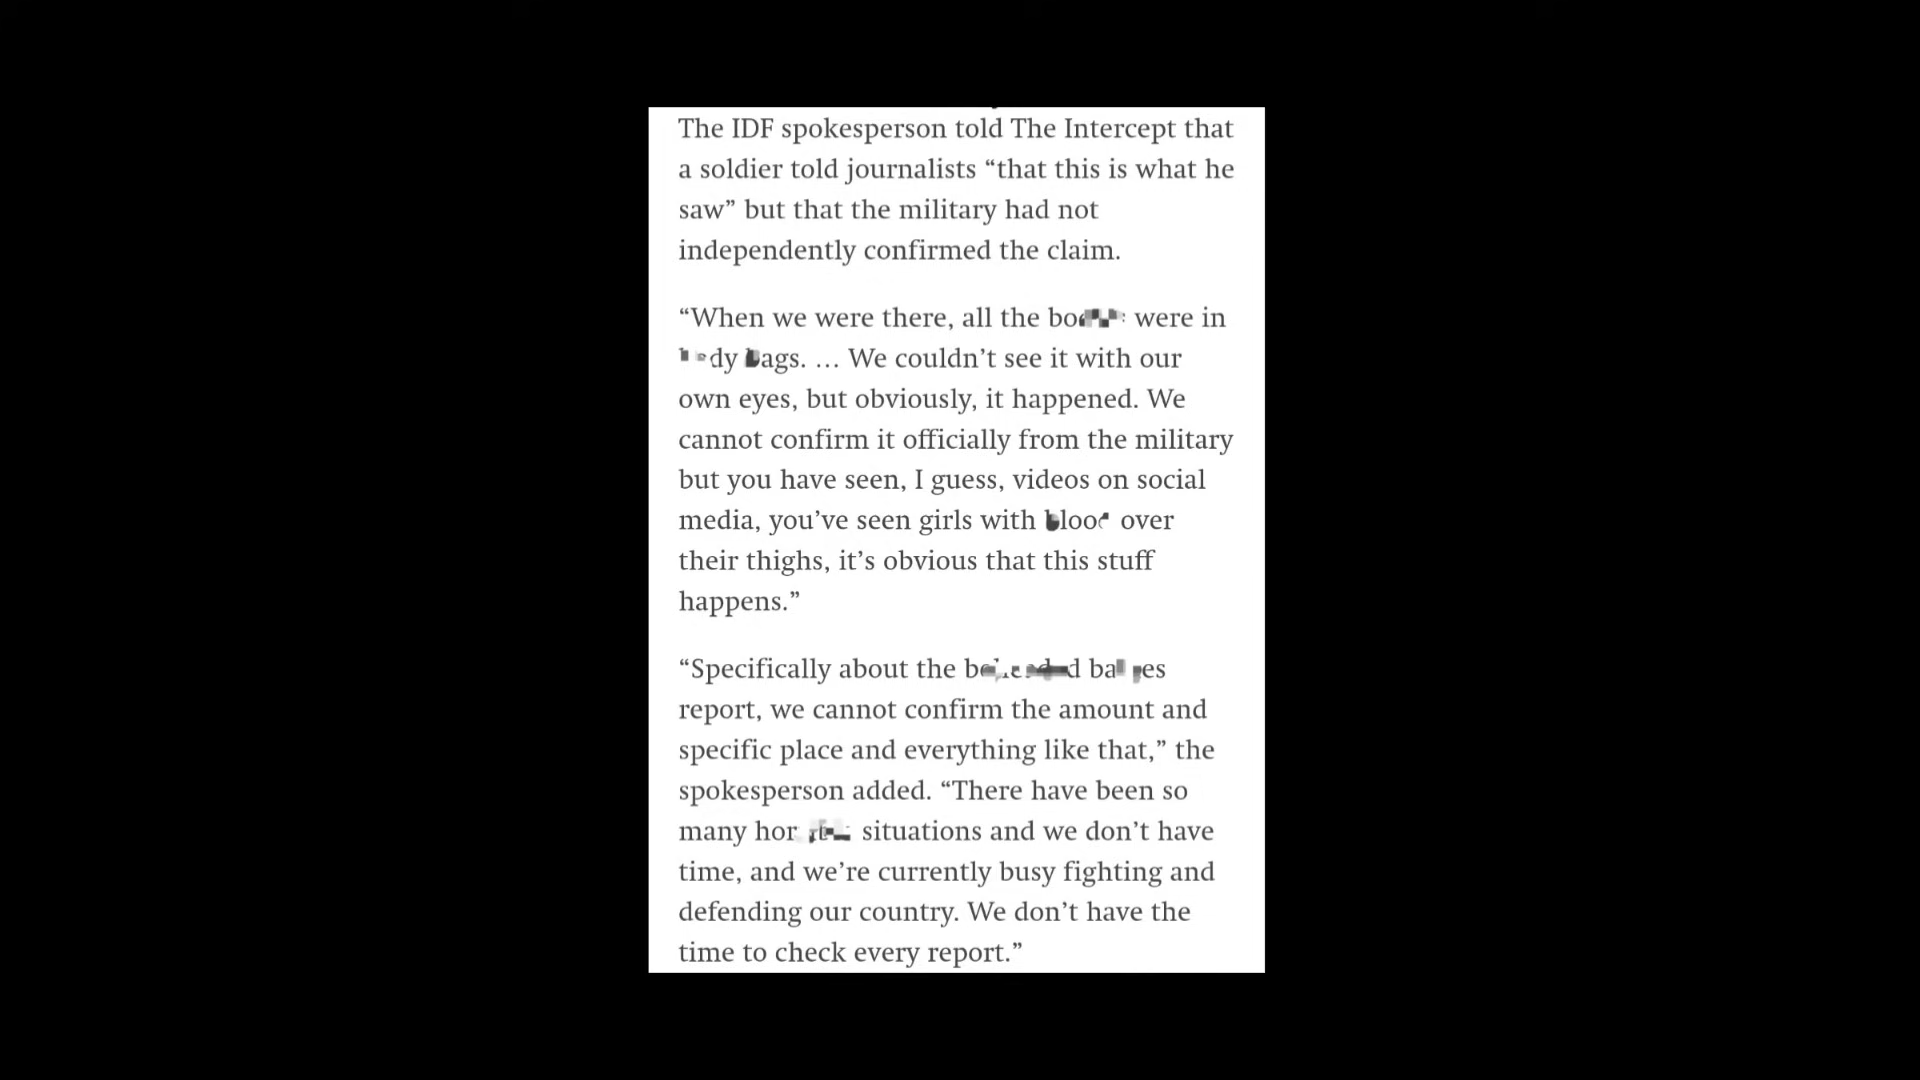 The IDF spokesperson told The Intercept that
a soldier told journalists “that this is what he
saw” but that the military had not
independently confirmed the claim.
“When we were there, all the were in
ags. … We couldn’t see it with our
own eyes, but obviously, it happened. We
cannot confirm it officially from the military
but you have seen, I guess, videos on social
media, you’ve seen girls with over
their thighs, it’s obvious that this stuff
happens.”
“Specifically about the
report, we cannot confirm the amount and
specific place and everything like that,” the
spokesperson added. “There have been so
many situations and we don’t have
time, and we’re currently busy fighting and
defending our country. We don’t have the
time to check every report.”